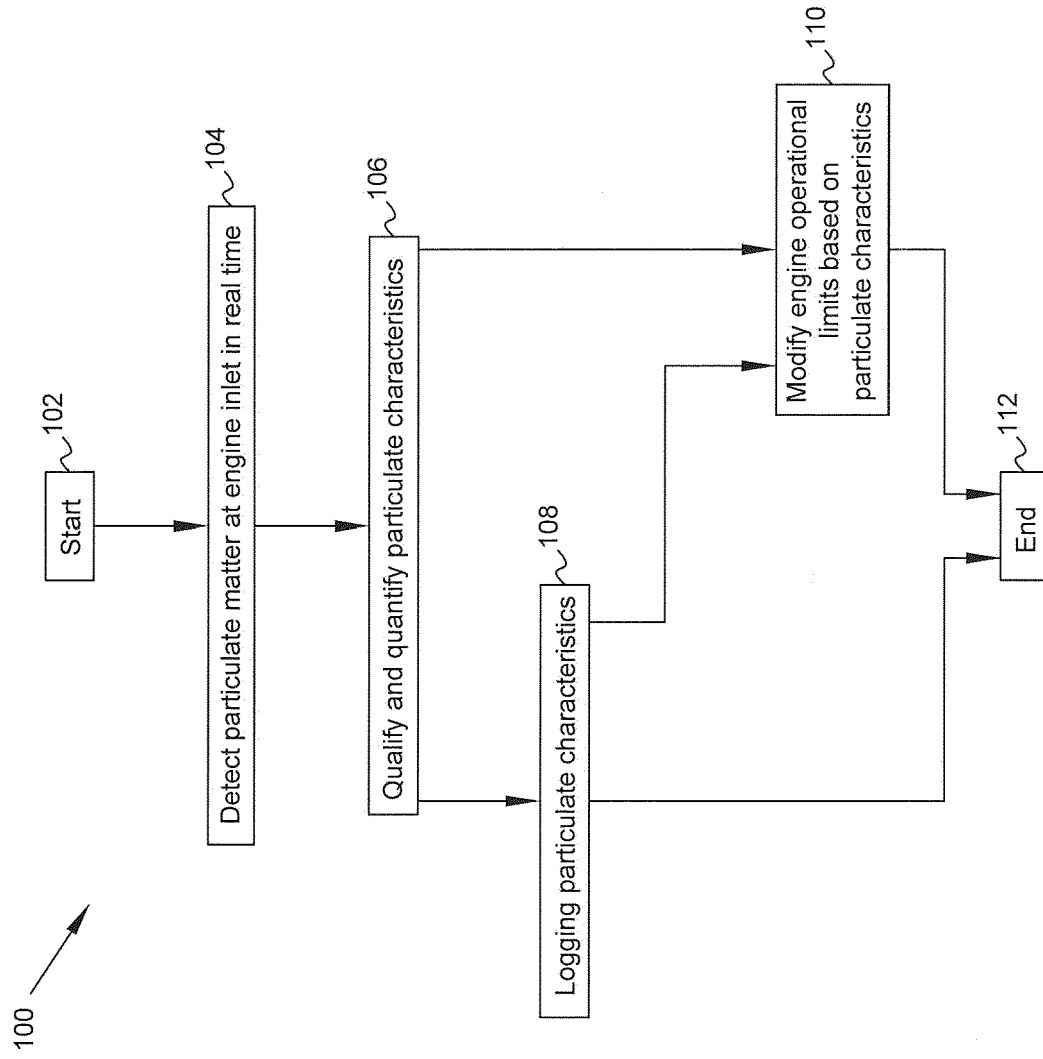 100
Start
102
Detect particulate matter at engine inlet in real time
104
Qualify and quantify particulate characteristics
106
Logging particulate characteristics
108
Modify engine operational
limits based on
particulate characteristics
110
End
112